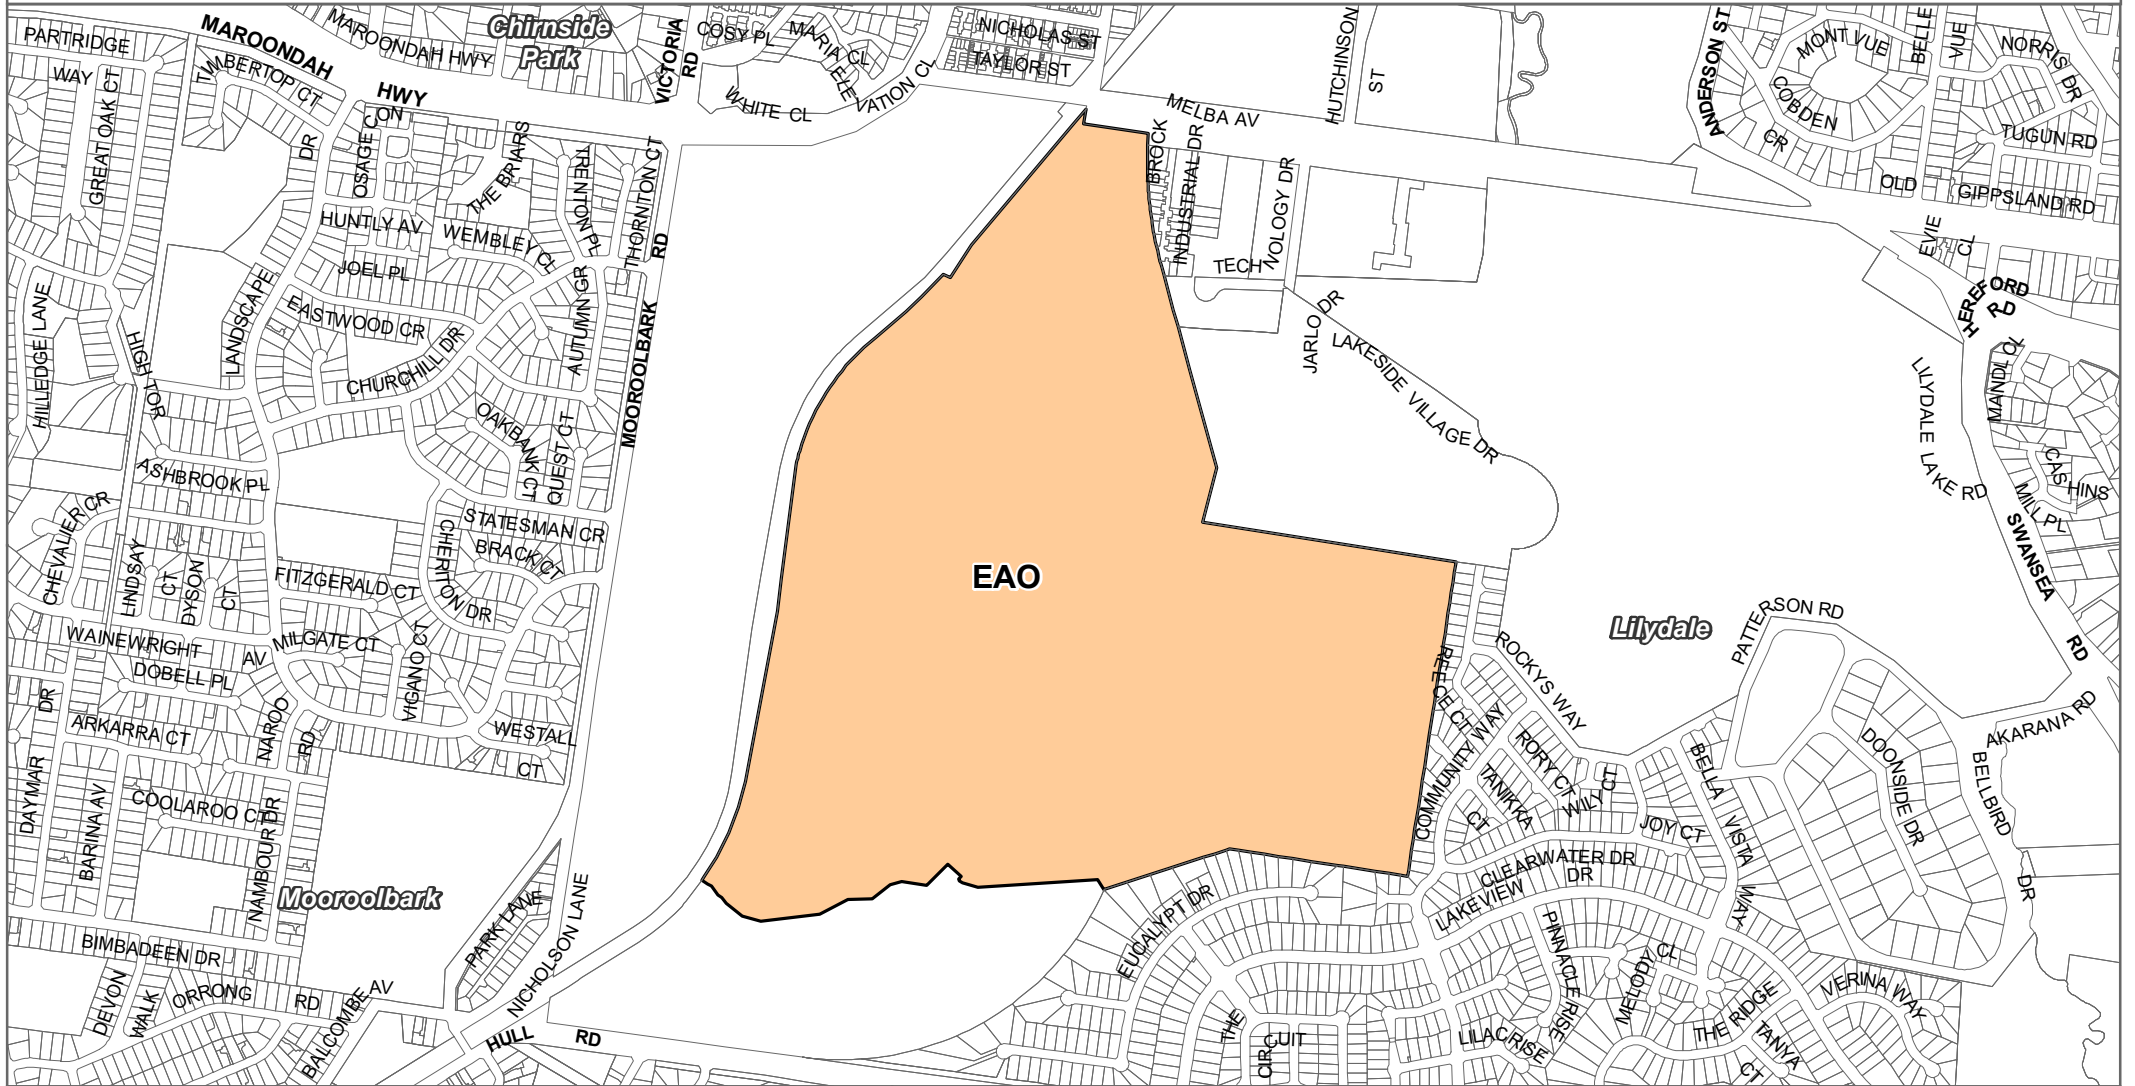 PARTRIDGE
WAY
GREAT OAK CT
MAROONDAH
HWY
TIMBERTOP CT
MAROONDAH HWY
Chirnside
Park
VICTORIA
RD
COSY PL
MARIA CL
ELEVATION CL
WHITE CL
NICHOLAS ST
TAYLOR ST
MELBA AV
HUTCHINSON
ST
ANDERSON ST
MONT VUE
BELLE
VUE
NORRIS DR
COBDEN
CR
TUGUN RD
OLD
GIPPSLAND RD
EVIE
CL
HEREFORD
RD
LANDSCAPE
DR
OSAGE CON
THE BRIARS
TRENTON PL
THORNTON CT
HUNTLY AV
WEMBLEY CL
JOEL PL
EASTWOOD CR
CHURCHILL DR
AUTUMN GR
MOOROOLBARK
RD
BROCK
INDUSTRIAL DR
TECHNOLOGY DR
JARLO DR
LAKESIDE VILLAGE DR
LILYDALE LAKE RD
MANDL CL
CASHINS
MILL PL
SWANSEA
RD
HILLEDGE LANE
HIGH TOR
OAKBANK CT
QUEST CT
ASHBROOK PL
CHEVALIER CR
STATESMAN CR
BRACK CT
CHERITON DR
LINDSAY
CT
DYSON
CT
FITZGERALD CT
EAO
Lilydale
PATTERSON RD
WAINEWRIGHT
AV
MILGATE CT
VIGANO CT
DOBELL PL
DAYMAR
DR
ARKARRA CT
NAROO
RD
WESTALL
CT
REECE CT
ROCKYS WAY
COMMUNITY WAY
RORY CT
TANIKKA
CT
WILY CT
JOY CT
BELLA
VISTA
WAY
DOONSIDE DR
AKARANA RD
BELLBIRD
DR
BARINA AV
COOLAROO CT
NAMBOUR DR
Mooroolbark
CLEARWATER DR
LAKEVIEW
DR
EUCALYPT DR
PARK LANE
NICHOLSON LANE
BIMBADEEN DR
DEVON
WALK
ORRONG
RD
BALCOMBE AV
HULL
RD
THE
CIRCUIT
PINNACLE RISE
LILAC RISE
MELODY CL
THE RIDGE
TANYA
CT
VERINA WAY